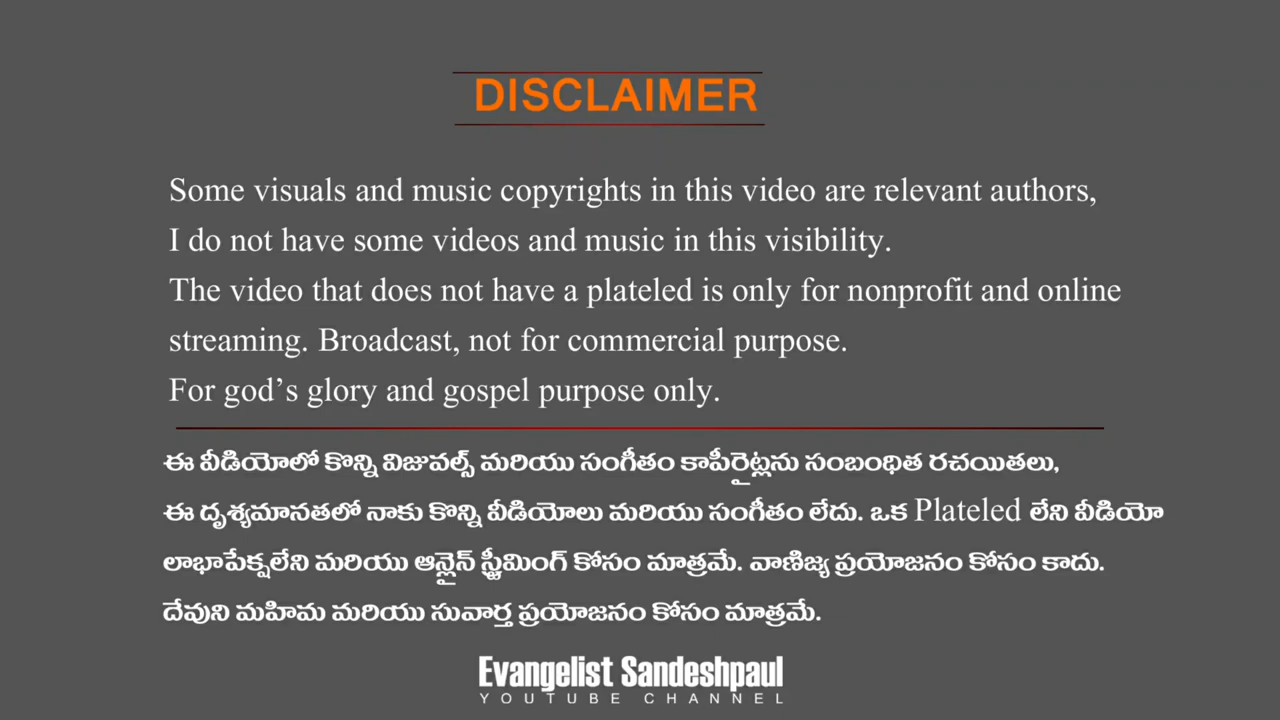 DISCLAIMER
Some visuals and music copyrights in this video are relevant authors,
I do not have some videos and music in this visibility.
The video that does not have a plateled is only for nonprofit and online
streaming. Broadcast, not for commercial purpose.
For god’s glory and gospel purpose only.
ఈ వీడియోలో కొన్ని విజువల్స్ మరియు సంగీతం కాపీరైట్లను సంబంధిత రచయితలు,
ఈ దృశ్యమానతలో నాకు కొన్ని వీడియోలు మరియు సంగీతం లేదు. ఒక Plateled లేని వీడియో
లాభాపేక్షలేని మరియు ఆన్లైన్ స్ట్రీమింగ్ కోసం మాత్రమే. వాణిజ్య ప్రయోజనం కోసం కాదు.
దేవుని మహిమ మరియు సువార్త ప్రయోజనం కోసం మాత్రమే.
Evangelist Sandeshpaul
YOUTUBE CHANNEL